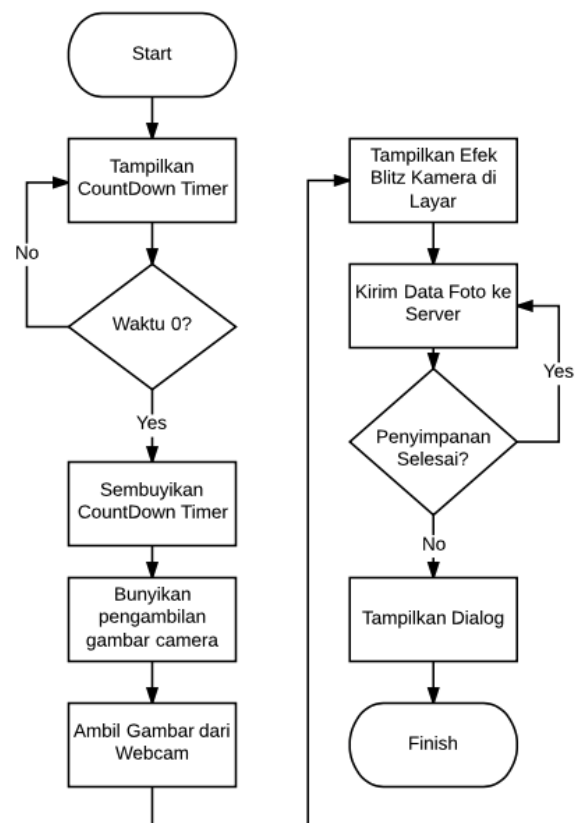 Start
Tampilkan
CountDown Timer
No
Waktu 0?
Yes
Sembuyikan
CountDown Timer
Bunyikan
pengambilan
gambar camera
Ambil Gambar dari
Webcam
Tampilkan Efek
Blitz Kamera di
Layar
Kirim Data Foto ke
Server
Yes
Penyimpanan
Selesai?
No
Tampilkan Dialog
Finish